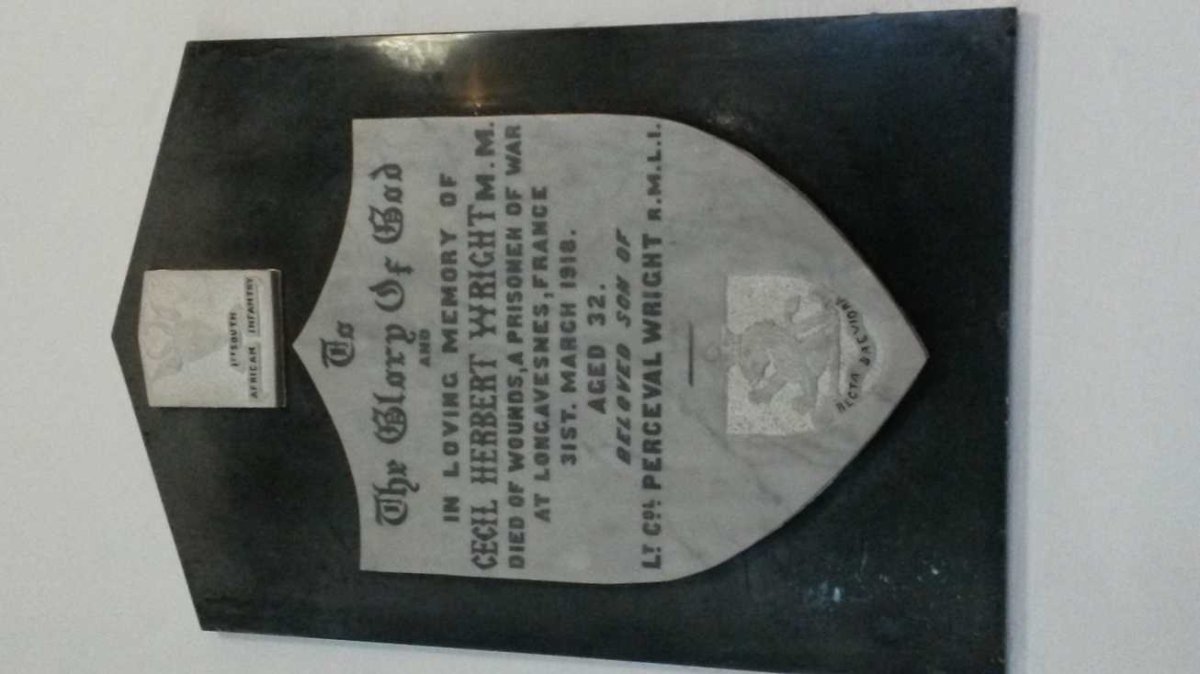 1ST SOUTH
AFRICAN INFANTRY
To
The Glory Of God
AND
IN LOVING MEMORY OF
CECIL HERBERT WRIGHT M.M.
DIED OF WOUNDS, A PRISONER OF WAR
AT LONGAVESNES, FRANCE
31ST. MARCH 1918.
AGED 32.
BELOVED SON OF
LT. COL. PERCEVAL WRIGHT R.M.L.I.
RECTA